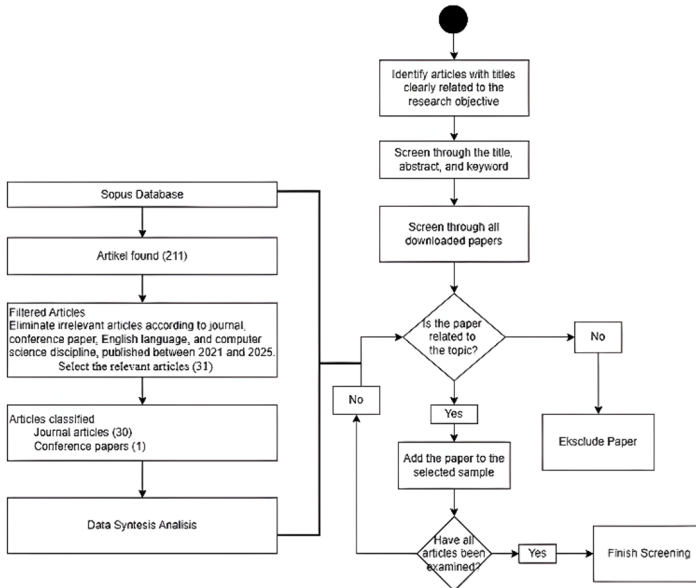 Identify articles with titles
clearly related to the
research objective
Screen through the title,
abstract, and keyword
Screen through all
downloaded papers
Is the paper
related to
the topic?
No
Eksclude Paper
Yes
Add the paper to the
selected sample
Have all
articles been
examined?
Yes
Finish Screening
No
Sopus Database
Artikel found (211)
Filtered Articles
Eliminate irrelevant articles according to journal,
conference paper, English language, and computer
science discipline, published between 2021 and 2025.
Select the relevant articles (31)
Articles classified
Journal articles (30)
Conference papers (1)
Data Syntesis Analisis